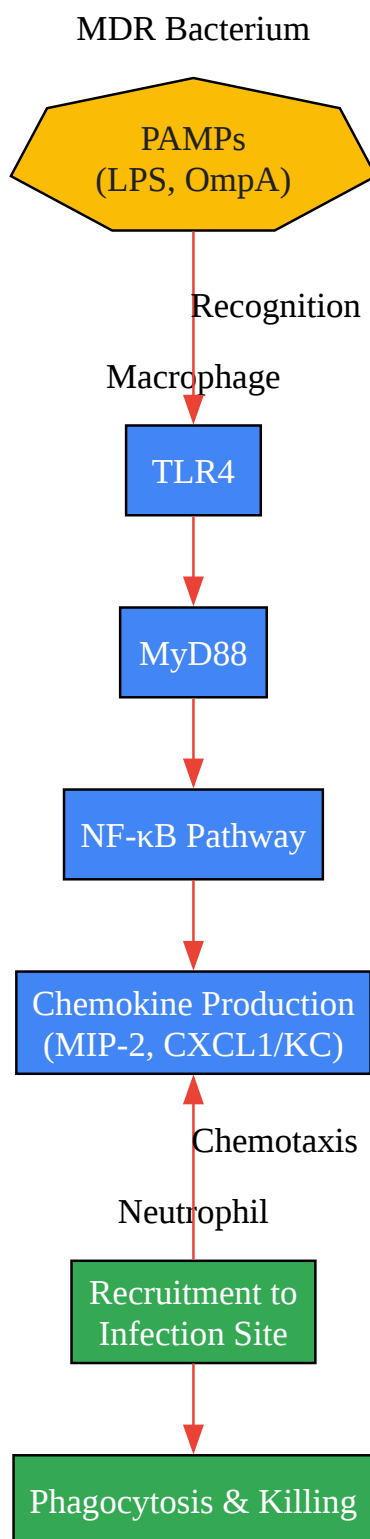 MDR Bacterium
PAMPs
(LPS, OmpA)
Recognition
Macrophage
TLR4
MyD88
NF-κB Pathway
Chemokine Production
(MIP-2, CXCL1/KC)
Chemotaxis
Neutrophil
Recruitment to
Infection Site
Phagocytosis & Killing